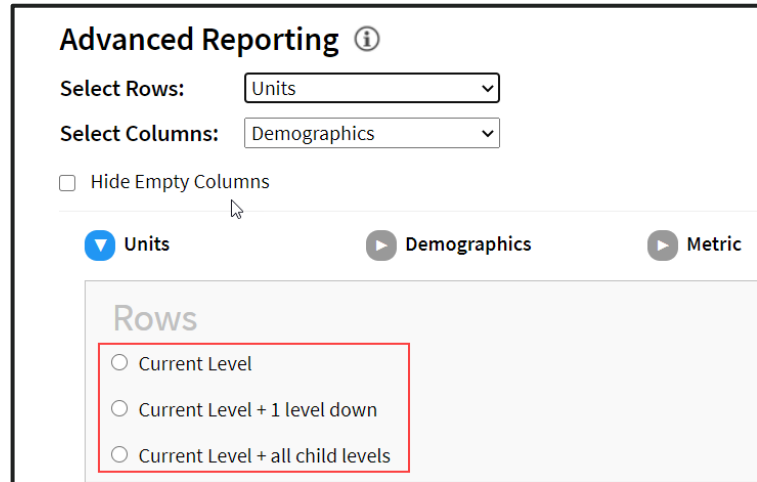 Advanced Reporting
Select Rows: Units
Select Columns: Demographics
Hide Empty Columns
Units Demographics Metric
Rows
Current Level
Current Level + 1 level down
Current Level + all child levels